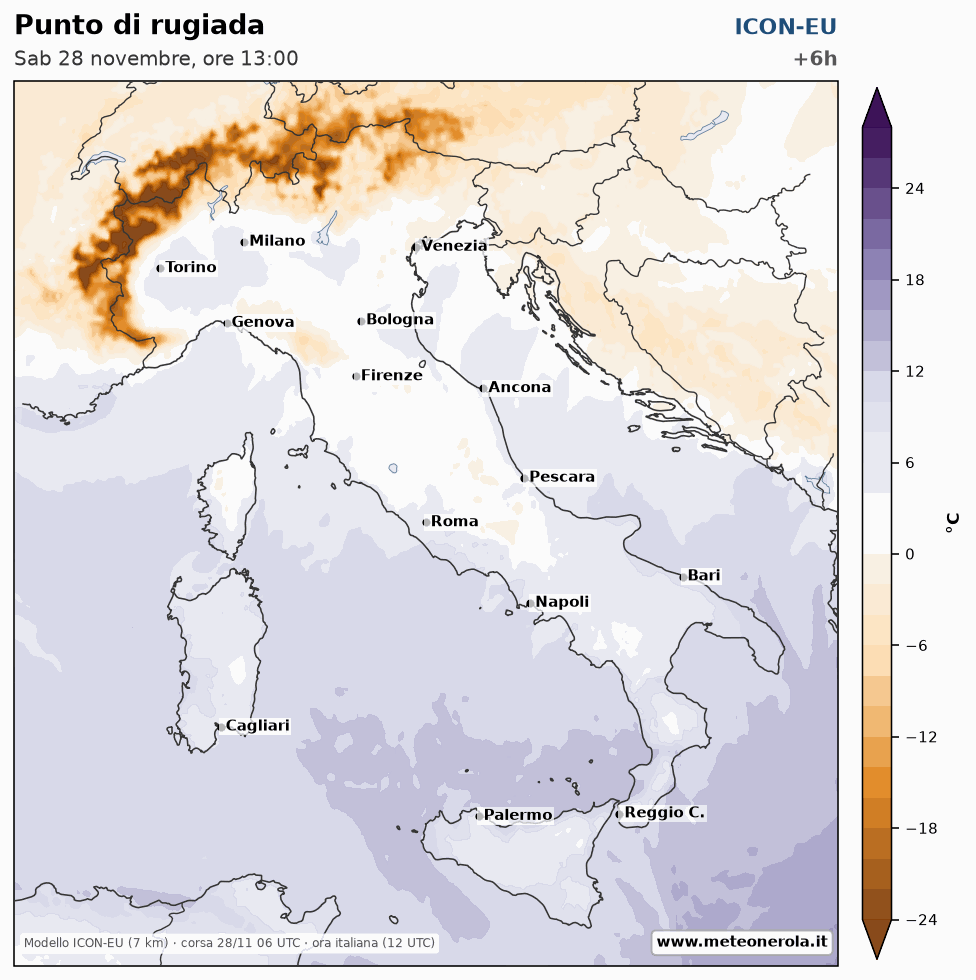 Punto di rugiada
ICON-EU
Sab 28 novembre, ore 13:00
+6h
Milano
Venezia
Torino
Genova
Bologna
Firenze
Ancona
Pescara
Roma
Bari
Napoli
Cagliari
Palermo
Reggio C.
24
18
12
6
0
−6
−12
−18
−24
°C
Modello ICON-EU (7 km) · corsa 28/11 06 UTC · ora italiana (12 UTC)
www.meteonerola.it